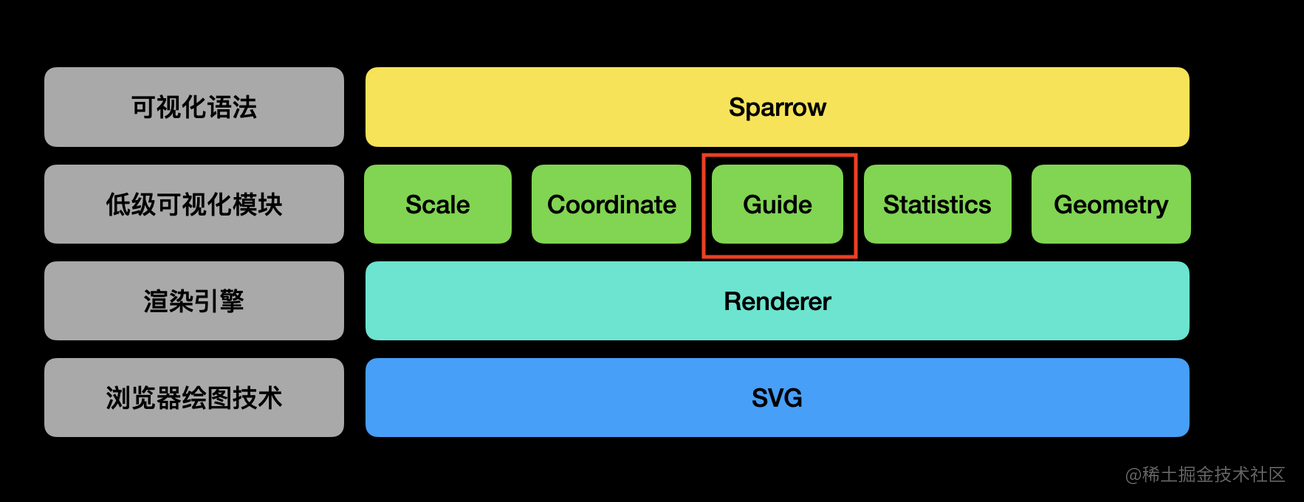 可视化语法 Sparrow
低级可视化模块 Scale Coordinate Guide Statistics Geometry
渲染引擎 Renderer
浏览器绘图技术 SVG
@稀土掘金技术社区